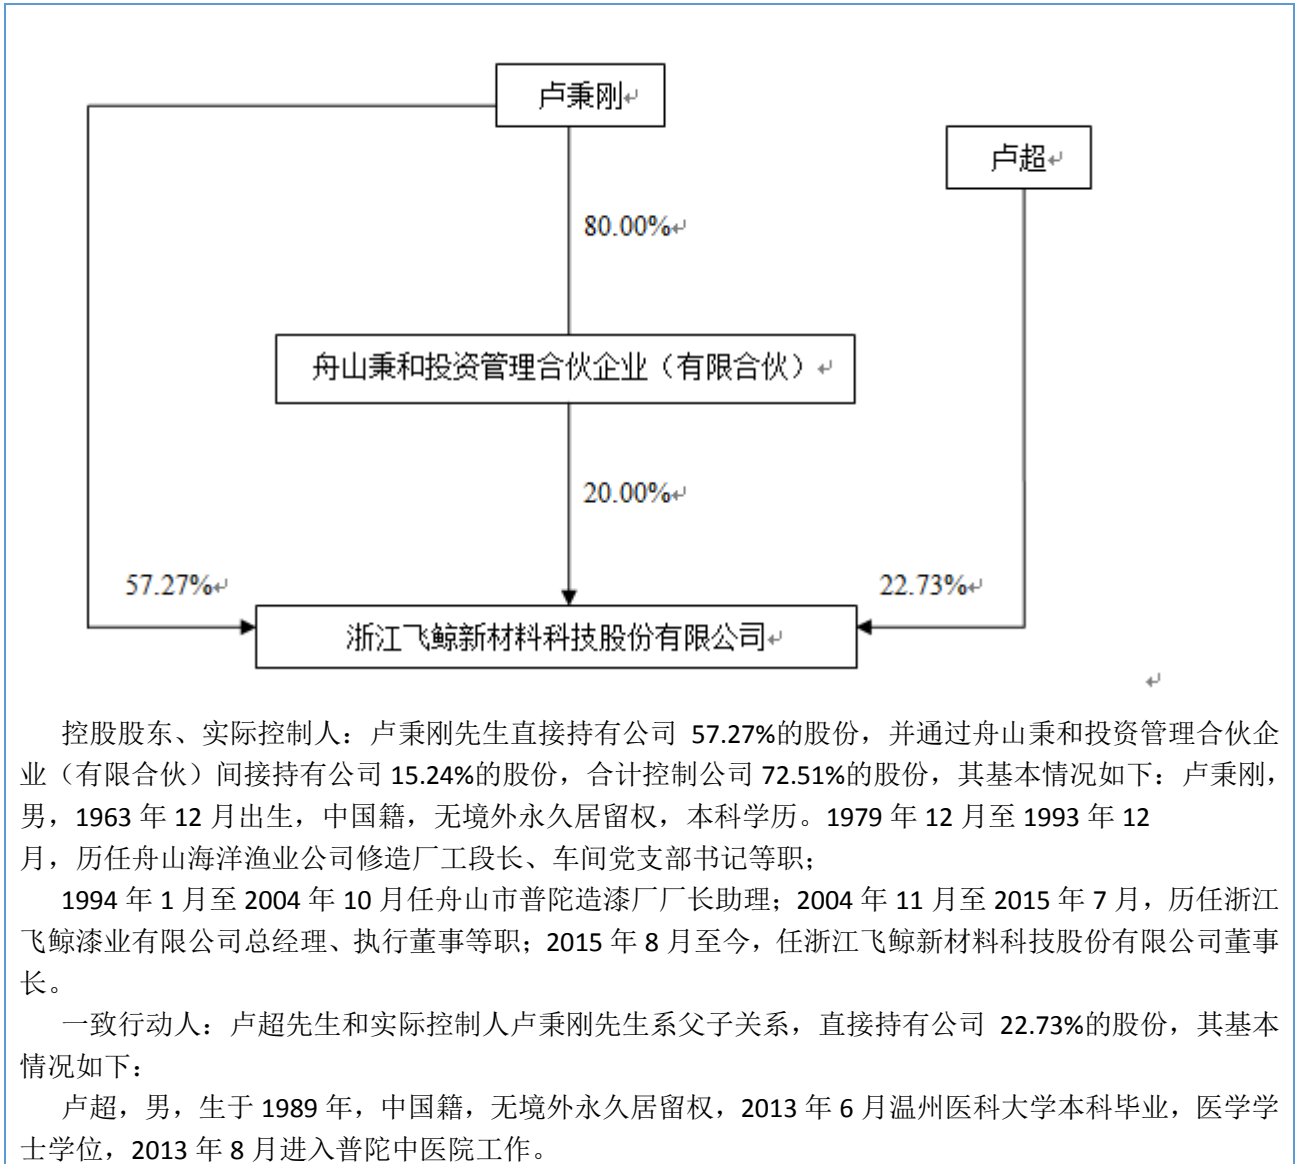 卢秉刚
卢超
80.00%
舟山秉和投资管理合伙企业（有限合伙）
20.00%
57.27%
22.73%
浙江飞鲸新材料科技股份有限公司
控股股东、实际控制人：卢秉刚先生直接持有公司 57.27%的股份，并通过舟山秉和投资管理合伙企
业（有限合伙）间接持有公司 15.24%的股份，合计控制公司 72.51%的股份，其基本情况如下：卢秉刚，
男，1963 年 12 月出生，中国籍，无境外永久居留权，本科学历。1979 年 12 月至 1993 年 12
月，历任舟山海洋渔业公司修造厂工段长、车间党支部书记等职；
1994 年 1 月至 2004 年 10 月任舟山市普陀造漆厂厂长助理；2004 年 11 月至 2015 年 7 月，历任浙江
飞鲸漆业有限公司总经理、执行董事等职；2015 年 8 月至今，任浙江飞鲸新材料科技股份有限公司董事
长。
一致行动人：卢超先生和实际控制人卢秉刚先生系父子关系，直接持有公司 22.73%的股份，其基本
情况如下：
卢超，男，生于 1989 年，中国籍，无境外永久居留权，2013 年 6 月温州医科大学本科毕业，医学学
士学位，2013 年 8 月进入普陀中医院工作。